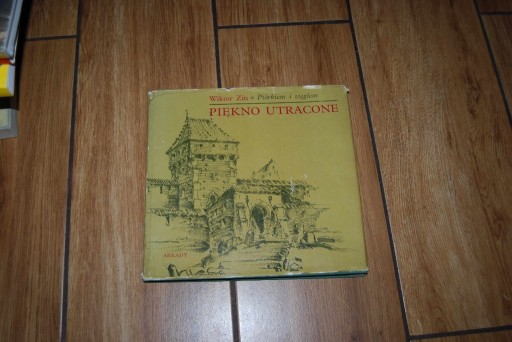 Wiktor Zin • Piórkiem i węglem
PIĘKNO UTRACONE
ARKADY